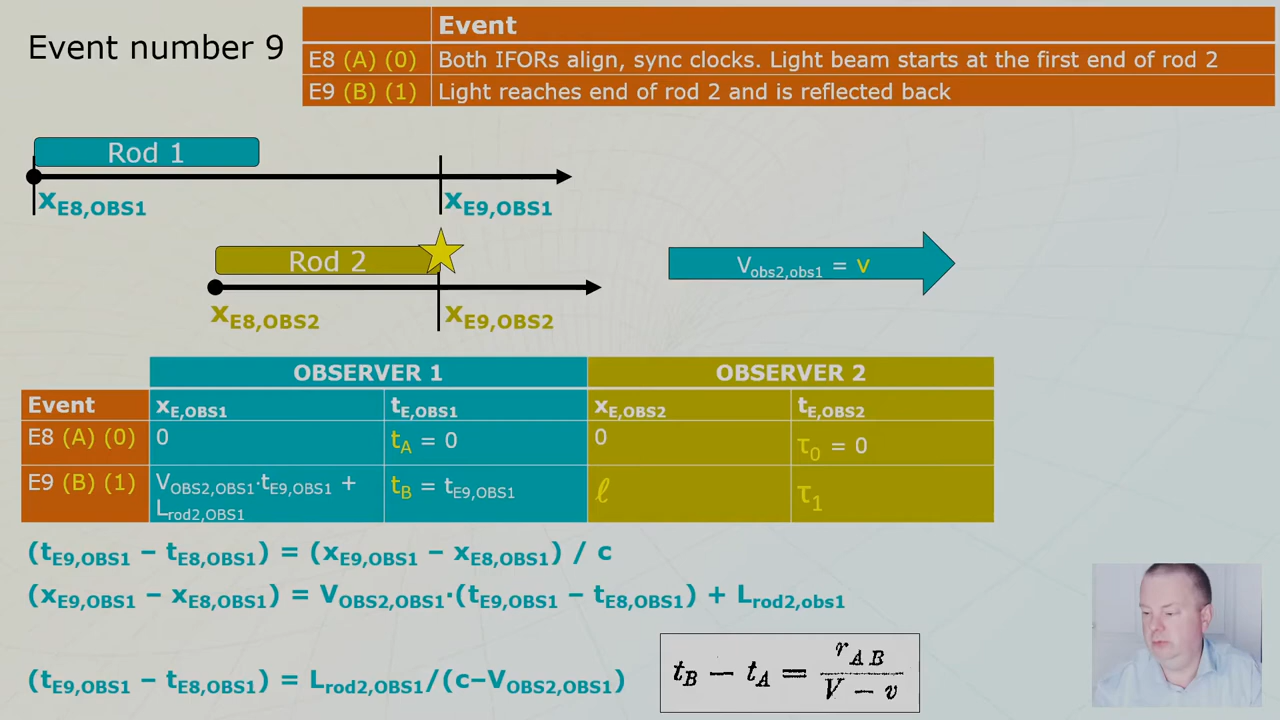 Event number 9
Event
E8 (A) (0) Both IFORs align, sync clocks. Light beam starts at the first end of rod 2
E9 (B) (1) Light reaches end of rod 2 and is reflected back
Rod 1
xE8,OBS1 xE9,OBS1
Rod 2
Vobs2,obs1 = v
xE8,OBS2 xE9,OBS2
OBSERVER 1 OBSERVER 2
Event xE,OBS1 tE,OBS1 xE,OBS2 tE,OBS2
E8 (A) (0) 0 tA = 0 0 τ0 = 0
E9 (B) (1) VOBS2,OBS1·tE9,OBS1 + tB = tE9,OBS1 ℓ τ1
Lrod2,OBS1
(tE9,OBS1 − tE8,OBS1) = (xE9,OBS1 − xE8,OBS1) / c
(xE9,OBS1 − xE8,OBS1) = VOBS2,OBS1·(tE9,OBS1 − tE8,OBS1) + Lrod2,obs1
(tE9,OBS1 − tE8,OBS1) = Lrod2,OBS1/(c−VOBS2,OBS1)
tB − tA = rAB / V − v